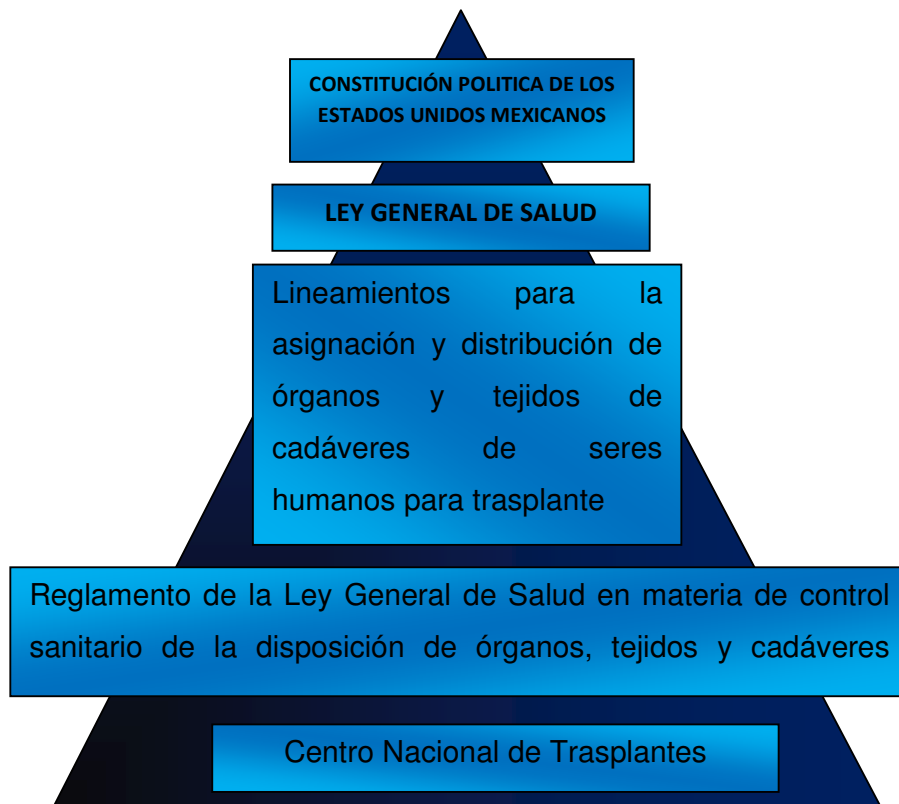 CONSTITUCIÓN POLITICA DE LOS
ESTADOS UNIDOS MEXICANOS
LEY GENERAL DE SALUD
Lineamientos para la
asignación y distribución de
órganos y tejidos de
cadáveres de seres
humanos para trasplante
Reglamento de la Ley General de Salud en materia de control
sanitario de la disposición de órganos, tejidos y cadáveres
Centro Nacional de Trasplantes